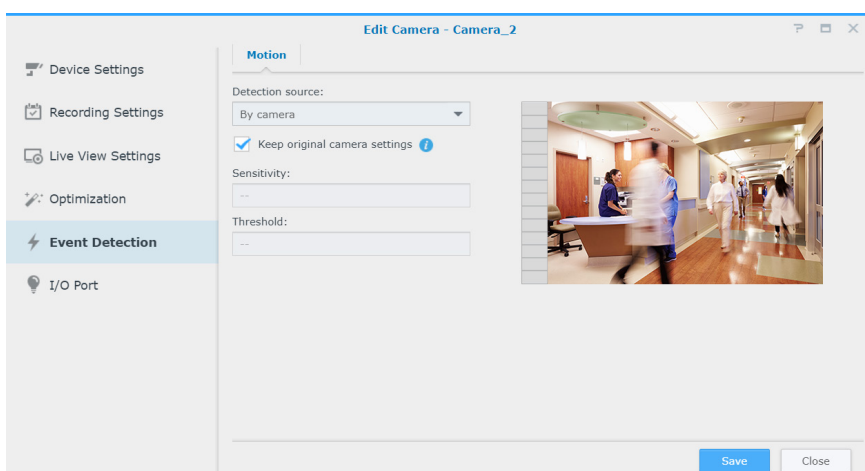 Edit Camera - Camera_2
Device Settings
Recording Settings
Live View Settings
Optimization
Event Detection
I/O Port
Motion
Detection source:
By camera
Keep original camera settings
Sensitivity:
--
Threshold:
--
Save
Close